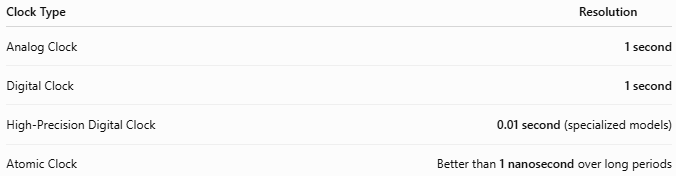 Clock Type Resolution
Analog Clock 1 second
Digital Clock 1 second
High-Precision Digital Clock 0.01 second (specialized models)
Atomic Clock Better than 1 nanosecond over long periods